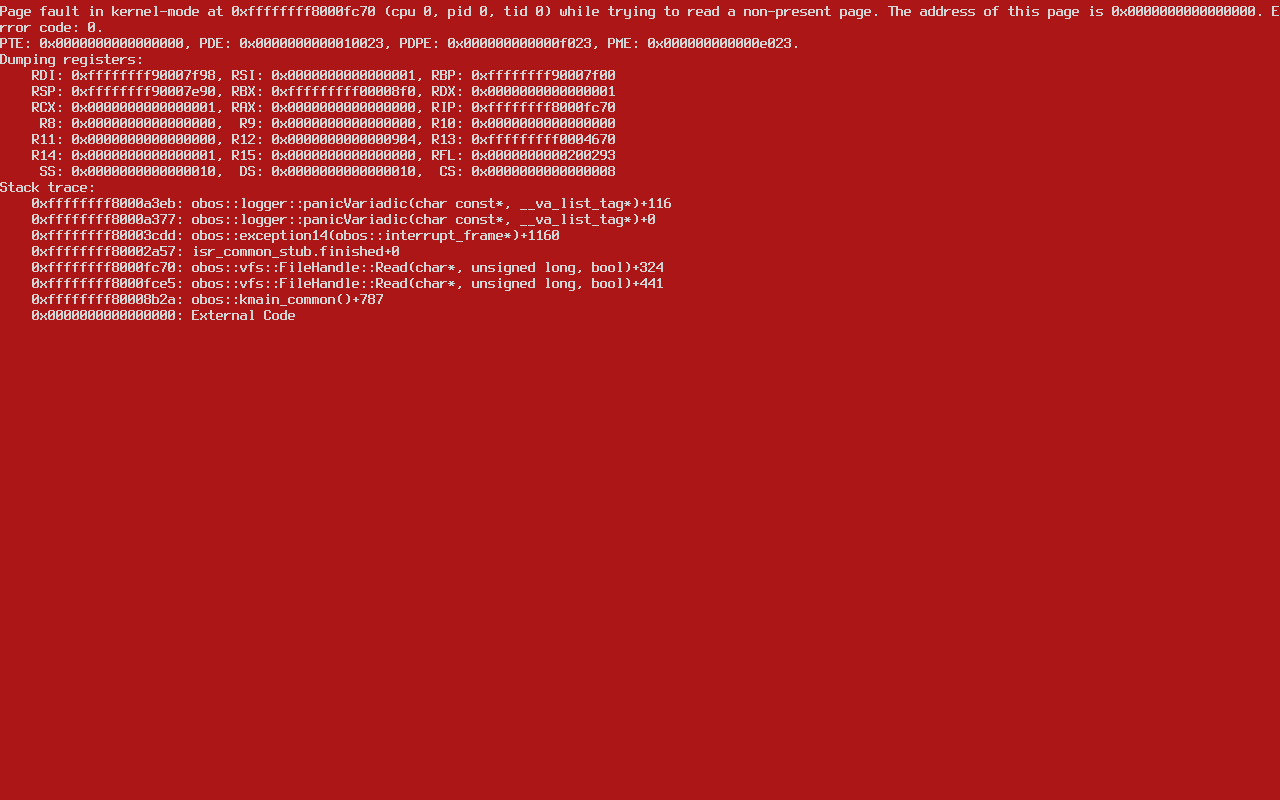 Page fault in kernel-mode at 0xffffffff8000fc70 (cpu 0, pid 0, tid 0) while trying to read a non-present page. The address of this page is 0x0000000000000000. E
rror code: 0.
PTE: 0x0000000000000000, PDE: 0x0000000000010023, PDPE: 0x000000000000f023, PME: 0x000000000000e023.
Dumping registers:
    RDI: 0xffffffff90007f98, RSI: 0x0000000000000001, RBP: 0xffffffff90007f00
    RSP: 0xffffffff90007e90, RBX: 0xfffffffff00008f0, RDX: 0x0000000000000001
    RCX: 0x0000000000000001, RAX: 0x0000000000000000, RIP: 0xffffffff8000fc70
     R8: 0x0000000000000000,  R9: 0x0000000000000000, R10: 0x0000000000000000
    R11: 0x0000000000000000, R12: 0x0000000000000904, R13: 0xfffffffff0004670
    R14: 0x0000000000000001, R15: 0x0000000000000000, RFL: 0x0000000000200293
     SS: 0x0000000000000010,  DS: 0x0000000000000010,  CS: 0x0000000000000008
Stack trace:
    0xffffffff8000a3eb: obos::logger::panicVariadic(char const*, __va_list_tag*)+116
    0xffffffff8000a377: obos::logger::panicVariadic(char const*, __va_list_tag*)+0
    0xffffffff80003cdd: obos::exception14(obos::interrupt_frame*)+1160
    0xffffffff80002a57: isr_common_stub.finished+0
    0xffffffff8000fc70: obos::vfs::FileHandle::Read(char*, unsigned long, bool)+324
    0xffffffff8000fce5: obos::vfs::FileHandle::Read(char*, unsigned long, bool)+441
    0xffffffff80008b2a: obos::kmain_common()+787
    0x0000000000000000: External Code